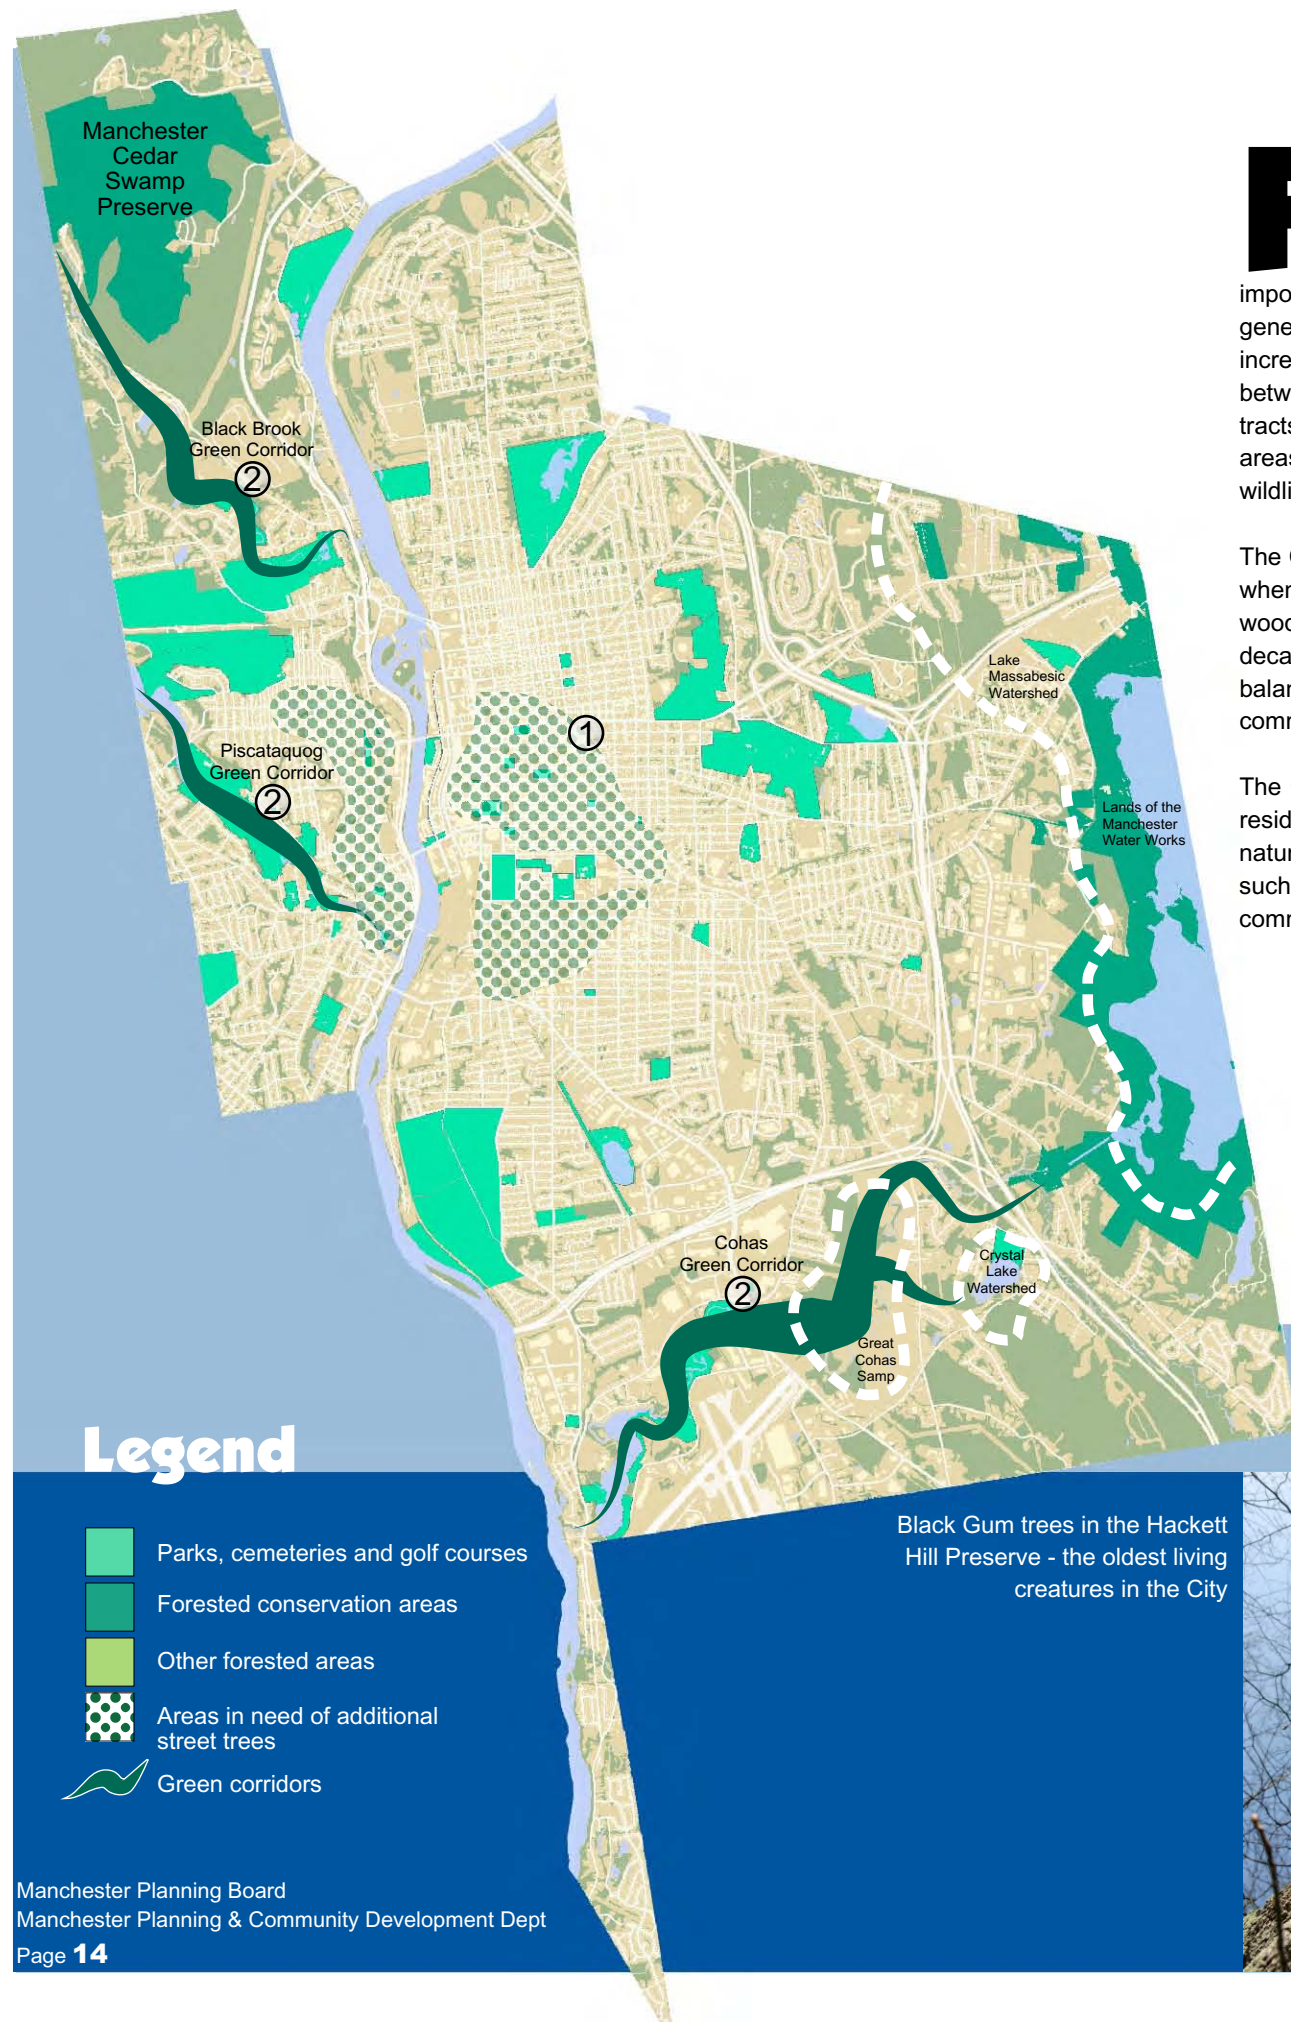 Manchester
Cedar
Swamp
Preserve
Black Brook
Green Corridor
2
Piscataquog
Green Corridor
2
1
Lake
Massabesic
Watershed
Lands of the
Manchester
Water Works
Cohas
Green Corridor
2
Crystal
Lake
Watershed
Great
Cohas
Samp
Legend
Parks, cemeteries and golf courses
Forested conservation areas
Other forested areas
Areas in need of additional
street trees
Green corridors
Black Gum trees in the Hackett
Hill Preserve - the oldest living
creatures in the City
Manchester Planning Board
Manchester Planning & Community Development Dept
Page 14
impo
gene
incre
betw
tracts
areas
wildli
The
when
wood
deca
balan
comm
The
resid
natur
such
comm